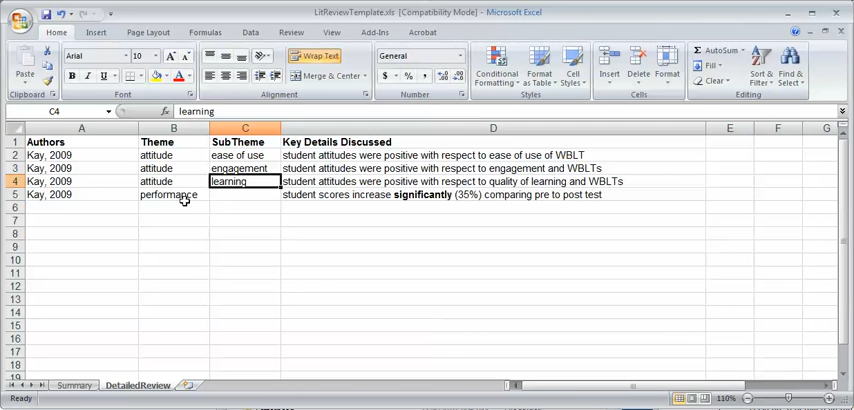 LitReviewTemplate.xls [Compatibility Mode] - Microsoft Excel
Home Insert Page Layout Formulas Data Review View Add-Ins Acrobat
Paste
Clipboard
Arial 10
B I U
Font
Wrap Text
Merge & Center
Alignment
General
$ % ,
Number
Conditional Formatting
Format as Table
Cell Styles
Styles
Insert Delete Format
Cells
AutoSum
Fill
Clear
Sort & Filter
Find & Select
Editing
C4 fx learning
A B C D E F G
1 Authors Theme SubTheme Key Details Discussed
2 Kay, 2009 attitude ease of use student attitudes were positive with respect to ease of use of WBLT
3 Kay, 2009 attitude engagement student attitudes were positive with respect to engagement and WBLTs
4 Kay, 2009 attitude learning student attitudes were positive with respect to quality of learning and WBLTs
5 Kay, 2009 performance student scores increase significantly (35%) comparing pre to post test
6
7
8
9
10
11
12
13
14
15
16
17
18
Summary DetailedReview
Ready 110%